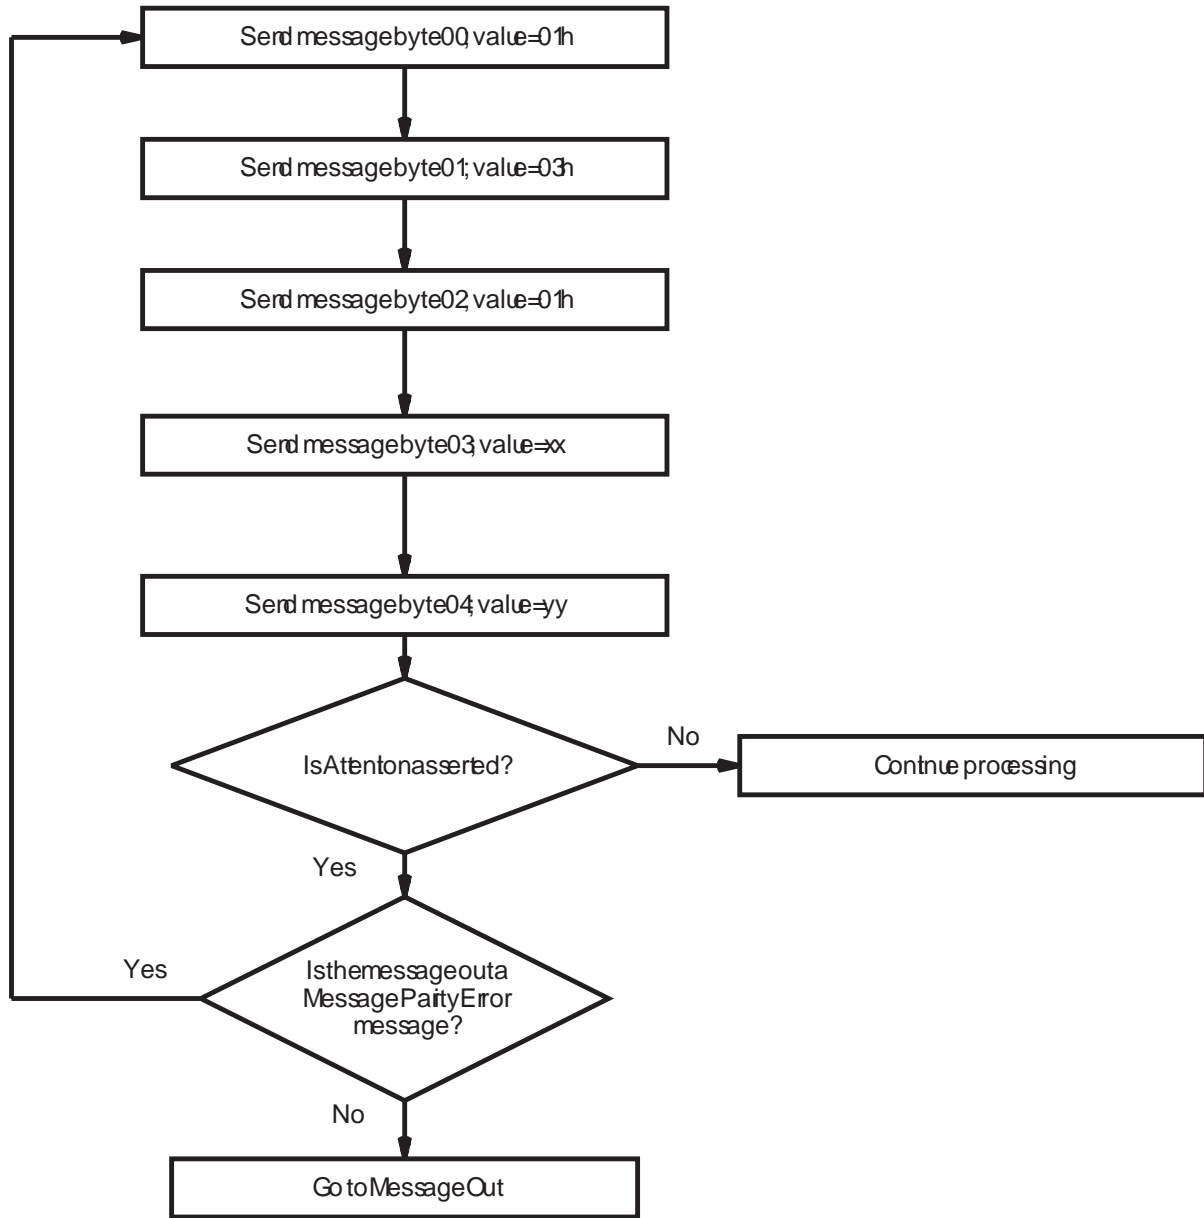 Send message byte 00; value=01h
Send message byte 01; value=03h
Send message byte 02; value=01h
Send message byte 03; value=xx
Send message byte 04; value=yy
Is Attention asserted?
No
Continue processing
Yes
Yes
Is the message out a
Message Parity Error
message?
No
Go to Message Out